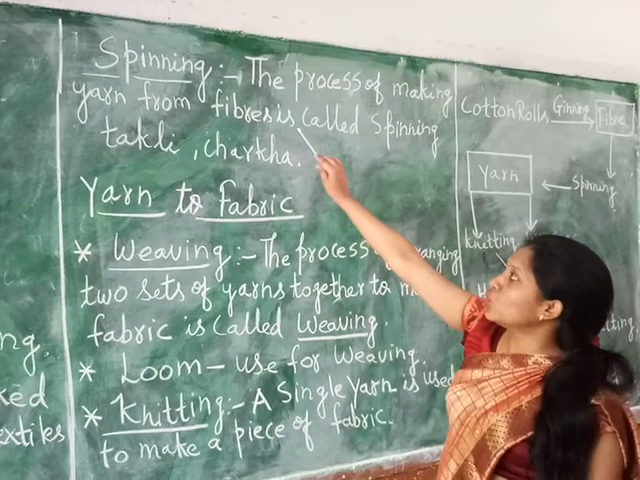 ng.
ked
extiles
Spinning :- The process of making
yarn from fibres is called Spinning
takli , charkha.
Yarn to Fabric
* Weaving :- The process
two sets of yarns together to
fabric is called Weaving.
* Loom – use for Weaving.
* Knitting :- A Single yarn is used
to make a piece of fabric.
Cotton Rolls Ginning Fibre
Yarn Spinning
Knitting